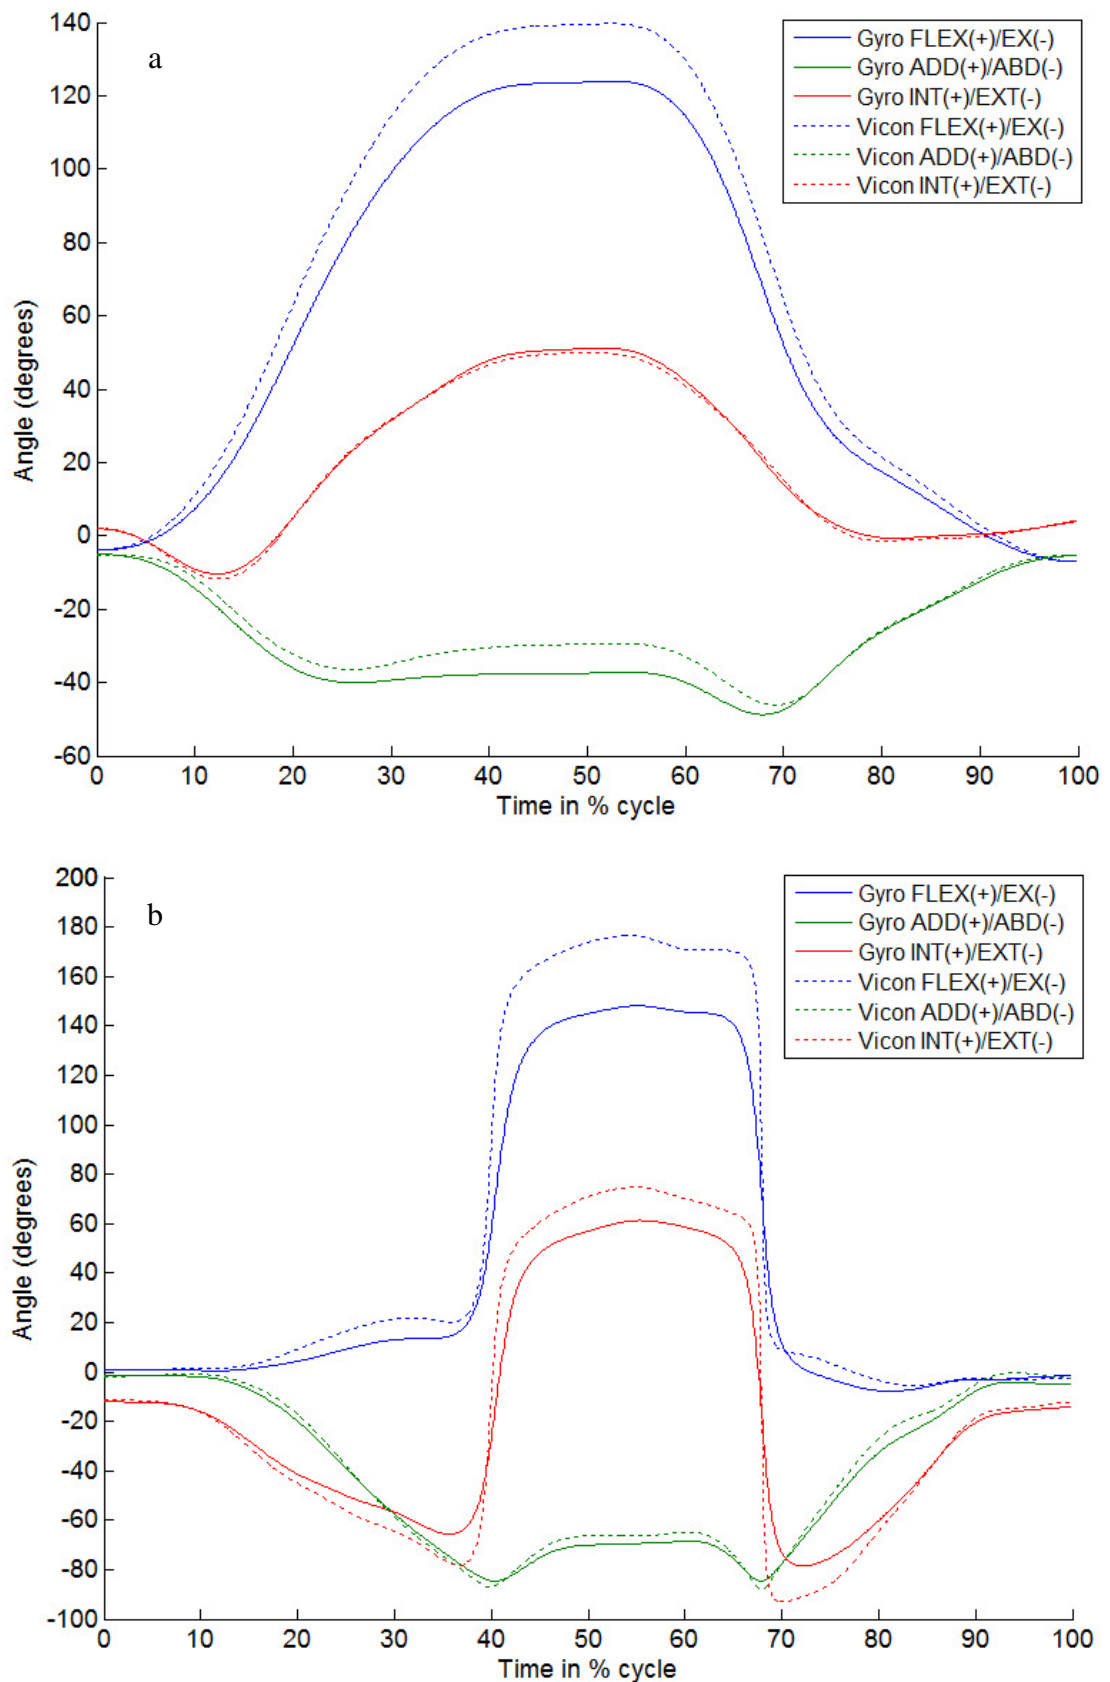 a
140
120
100
80
60
40
20
0
-20
-40
-60
Angle (degrees)
Gyro FLEX(+)/EX(-)
Gyro ADD(+)/ABD(-)
Gyro INT(+)/EXT(-)
Vicon FLEX(+)/EX(-)
Vicon ADD(+)/ABD(-)
Vicon INT(+)/EXT(-)
0 10 20 30 40 50 60 70 80 90 100
Time in % cycle
b
200
180
160
140
120
100
80
60
40
20
0
-20
-40
-60
-80
-100
Angle (degrees)
Gyro FLEX(+)/EX(-)
Gyro ADD(+)/ABD(-)
Gyro INT(+)/EXT(-)
Vicon FLEX(+)/EX(-)
Vicon ADD(+)/ABD(-)
Vicon INT(+)/EXT(-)
0 10 20 30 40 50 60 70 80 90 100
Time in % cycle